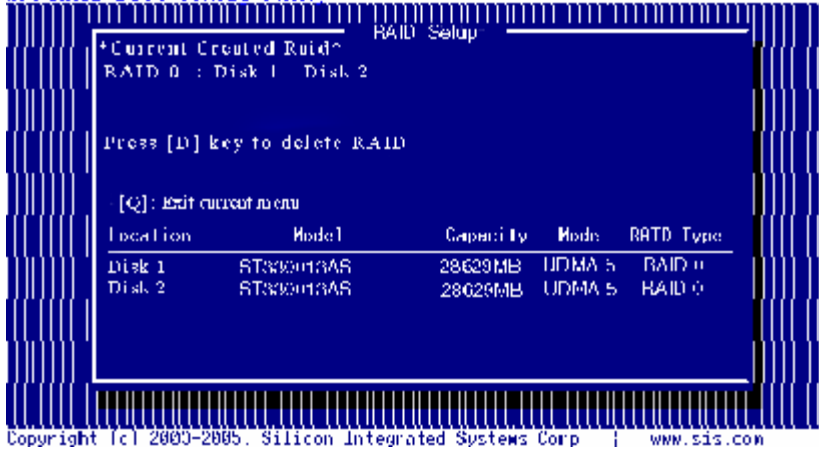 RAID Setup
*Current Created Raid*
RAID 0 : Disk 1 Disk 2
Press [D] key to delete RAID
[Q]: Exit current menu
Location Model Capacity Mode RAID Type
Disk 1 ST330013AS 28629MB UDMA 5 RAID 0
Disk 2 ST330013AS 28629MB UDMA 5 RAID 0
Copyright (c) 2003-2005. Silicon Integrated Systems Corp | www.sis.com